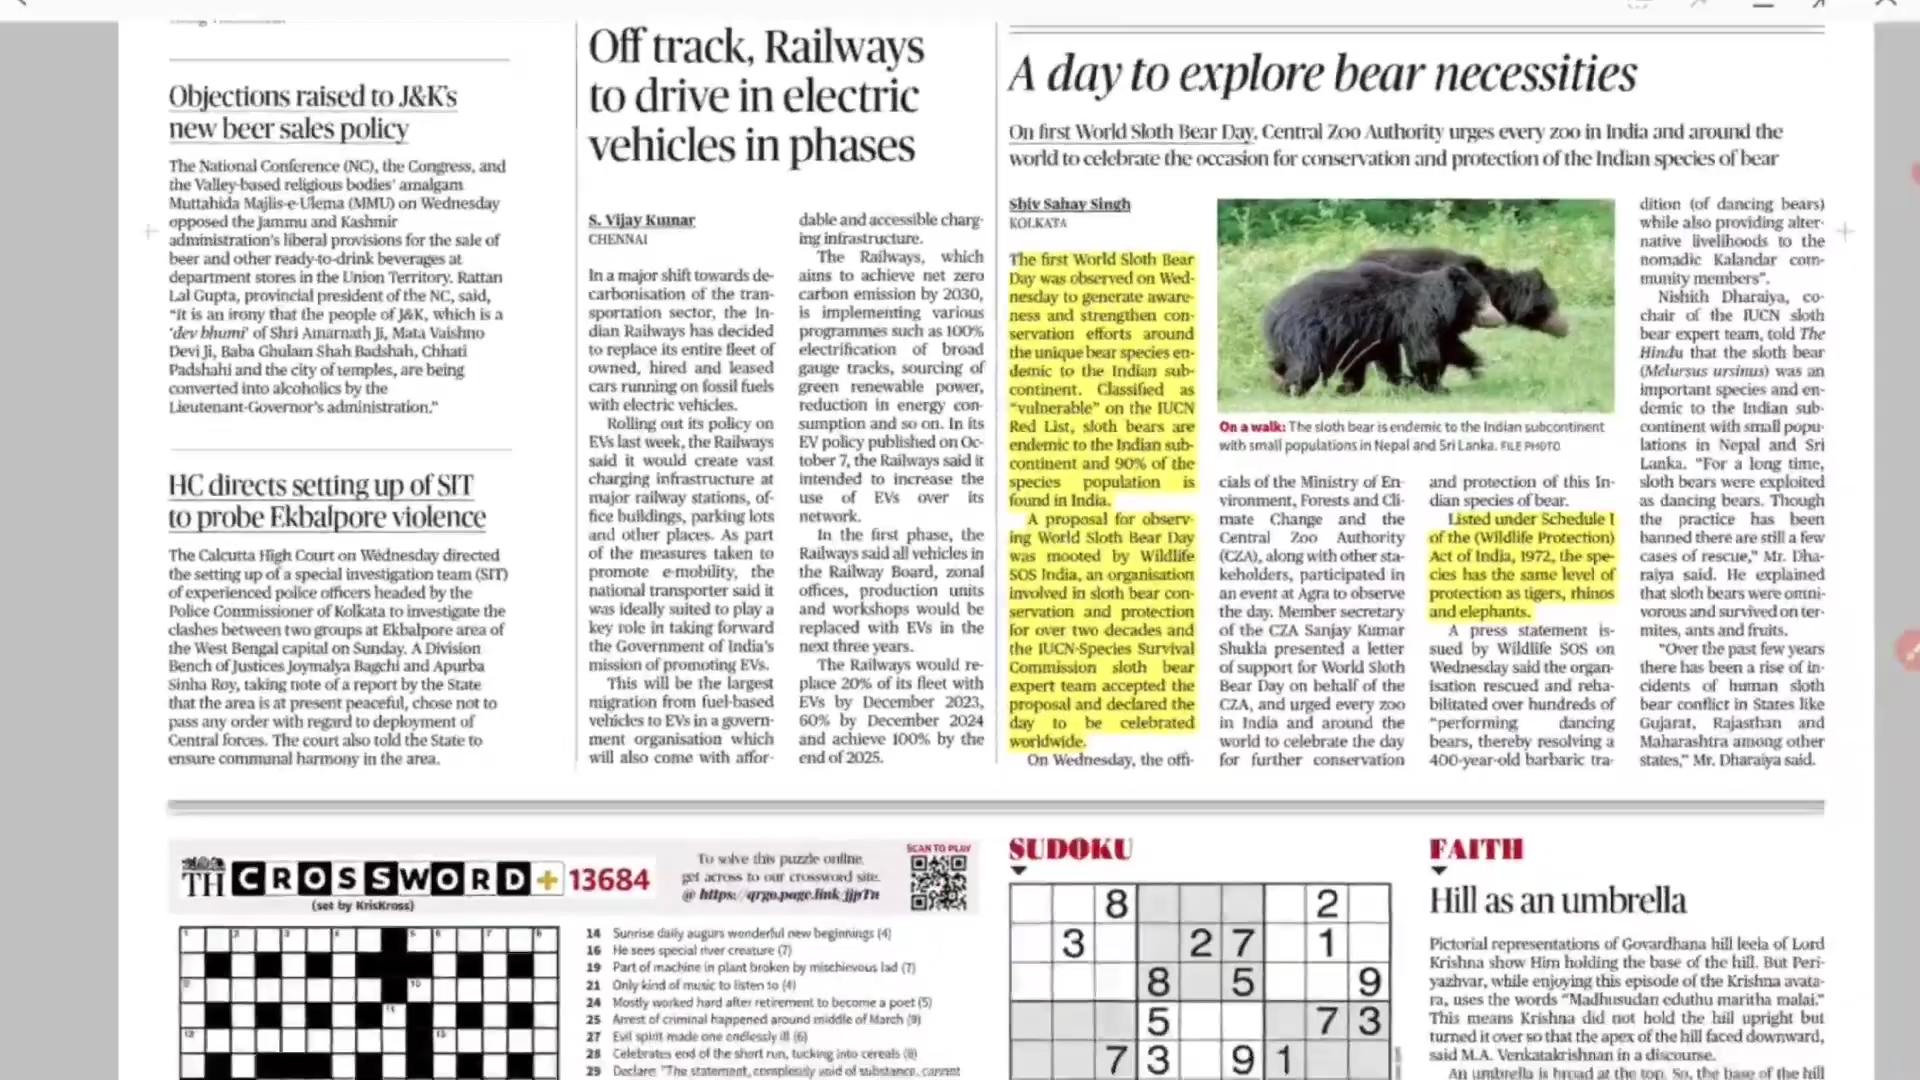 Objections raised to J&K's
new beer sales policy
The National Conference (NC), the Congress, and
the Valley-based religious bodies' amalgam
Muttahida Majlis-e-Ulema (MMU) on Wednesday
opposed the Jammu and Kashmir
administration's liberal provisions for the sale of
beer and other ready-to-drink beverages at
department stores in the Union Territory. Rattan
Lal Gupta, provincial president of the NC, said,
"It is an irony that the people of J&K, which is a
'dev bhumi' of Shri Amarnath Ji, Mata Vaishno
Devi Ji, Baba Ghulam Shah Badshah, Chhati
Padshahi and the city of temples, are being
converted into alcoholics by the
Lieutenant-Governor's administration."
HC directs setting up of SIT
to probe Ekbalpore violence
The Calcutta High Court on Wednesday directed
the setting up of a special investigation team (SIT)
of experienced police officers headed by the
Police Commissioner of Kolkata to investigate the
clashes between two groups at Ekbalpore area of
the West Bengal capital on Sunday. A Division
Bench of Justices Joymalya Bagchi and Apurba
Sinha Roy, taking note of a report by the State
that the area is at present peaceful, chose not to
pass any order with regard to deployment of
Central forces. The court also told the State to
ensure communal harmony in the area.
Off track, Railways
to drive in electric
vehicles in phases
S. Vijay Kumar
CHENNAI
In a major shift towards de-
carbonisation of the tran-
sportation sector, the In-
dian Railways has decided
to replace its entire fleet of
owned, hired and leased
cars running on fossil fuels
with electric vehicles.
Rolling out its policy on
EVs last week, the Railways
said it would create vast
charging infrastructure at
major railway stations, of-
fice buildings, parking lots
and other places. As part
of the measures taken to
promote e-mobility, the
national transporter said it
was ideally suited to play a
key role in taking forward
the Government of India's
mission of promoting EVs.
This will be the largest
migration from fuel-based
vehicles to EVs in a govern-
ment organisation which
will also come with affor-
dable and accessible charg-
ing infrastructure.
The Railways, which
aims to achieve net zero
carbon emission by 2030,
is implementing various
programmes such as 100%
electrification of broad
gauge tracks, sourcing of
green renewable power,
reduction in energy con-
sumption and so on. In its
EV policy published on Oc-
tober 7, the Railways said it
intended to increase the
use of EVs over its
network.
In the first phase, the
Railways said all vehicles in
the Railway Board, zonal
offices, production units
and workshops would be
replaced with EVs in the
next three years.
The Railways would re-
place 20% of its fleet with
EVs by December 2023,
60% by December 2024
and achieve 100% by the
end of 2025.
A day to explore bear necessities
On first World Sloth Bear Day, Central Zoo Authority urges every zoo in India and around the
world to celebrate the occasion for conservation and protection of the Indian species of bear
Shiv Sahay Singh
KOLKATA
The first World Sloth Bear
Day was observed on Wed-
nesday to generate aware-
ness and strengthen con-
servation efforts around
the unique bear species en-
demic to the Indian sub-
continent. Classified as
"vulnerable" on the IUCN
Red List, sloth bears are
endemic to the Indian sub-
continent and 90% of the
species population is
found in India.
A proposal for observ-
ing World Sloth Bear Day
was mooted by Wildlife
SOS India, an organisation
involved in sloth bear con-
servation and protection
for over two decades and
the IUCN-Species Survival
Commission sloth bear
expert team accepted the
proposal and declared the
day to be celebrated
worldwide.
On Wednesday, the offi-
On a walk: The sloth bear is endemic to the Indian subcontinent
with small populations in Nepal and Sri Lanka. FILE PHOTO
cials of the Ministry of En-
vironment, Forests and Cli-
mate Change and the
Central Zoo Authority
(CZA), along with other sta-
keholders, participated in
an event at Agra to observe
the day. Member secretary
of the CZA Sanjay Kumar
Shukla presented a letter
of support for World Sloth
Bear Day on behalf of the
CZA, and urged every zoo
in India and around the
world to celebrate the day
for further conservation
and protection of this In-
dian species of bear.
Listed under Schedule I
of the (Wildlife Protection)
Act of India, 1972, the spe-
cies has the same level of
protection as tigers, rhinos
and elephants.
A press statement is-
sued by Wildlife SOS on
Wednesday said the organ-
isation rescued and reha-
bilitated over hundreds of
"performing dancing
bears, thereby resolving a
400-year-old barbaric tra-
dition (of dancing bears)
while also providing alter-
native livelihoods to the
nomadic Kalandar com-
munity members".
Nishith Dharaiya, co-
chair of the IUCN sloth
bear expert team, told The
Hindu that the sloth bear
(Melursus ursinus) was an
important species and en-
demic to the Indian sub-
continent with small popu-
lations in Nepal and Sri
Lanka. "For a long time,
sloth bears were exploited
as dancing bears. Though
the practice has been
banned there are still a few
cases of rescue," Mr. Dha-
raiya said. He explained
that sloth bears were omni-
vorous and survived on ter-
mites, ants and fruits.
"Over the past few years
there has been a rise of in-
cidents of human sloth
bear conflict in States like
Gujarat, Rajasthan and
Maharashtra among other
states," Mr. Dharaiya said.
TH CROSSWORD + 13684
(set by KrisKross)
To solve this puzzle online,
get across to our crossword site.
@ https://qrgo.page.link/jjpTn
SCAN TO PLAY
14 Sunrise daily augurs wonderful new beginnings (4)
16 He sees special river creature (7)
19 Part of machine in plant broken by mischievous lad (7)
21 Only kind of music to listen to (4)
24 Mostly worked hard after retirement to become a poet (5)
25 Arrest of criminal happened around middle of March (9)
27 Evil spirit made one endlessly ill (6)
28 Celebrates end of the short run, tucking into cereals (8)
29 Declare "The statement, completely void of substance, cannot
SUDOKU
8 2
3 2 7 1
8 5 9
5 7 3
7 3 9 1
FAITH
Hill as an umbrella
Pictorial representations of Govardhana hill leela of Lord
Krishna show Him holding the base of the hill. But Peri-
yazhvar, while enjoying this episode of the Krishna avata-
ra, uses the words "Madhusudan eduthu maritha malai."
This means Krishna did not hold the hill upright but
turned it over so that the apex of the hill faced downward,
said M.A. Venkatakrishnan in a discourse.
An umbrella is broad at the top. So, the base of the hill